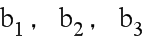 b₁ , b₂ , b₃